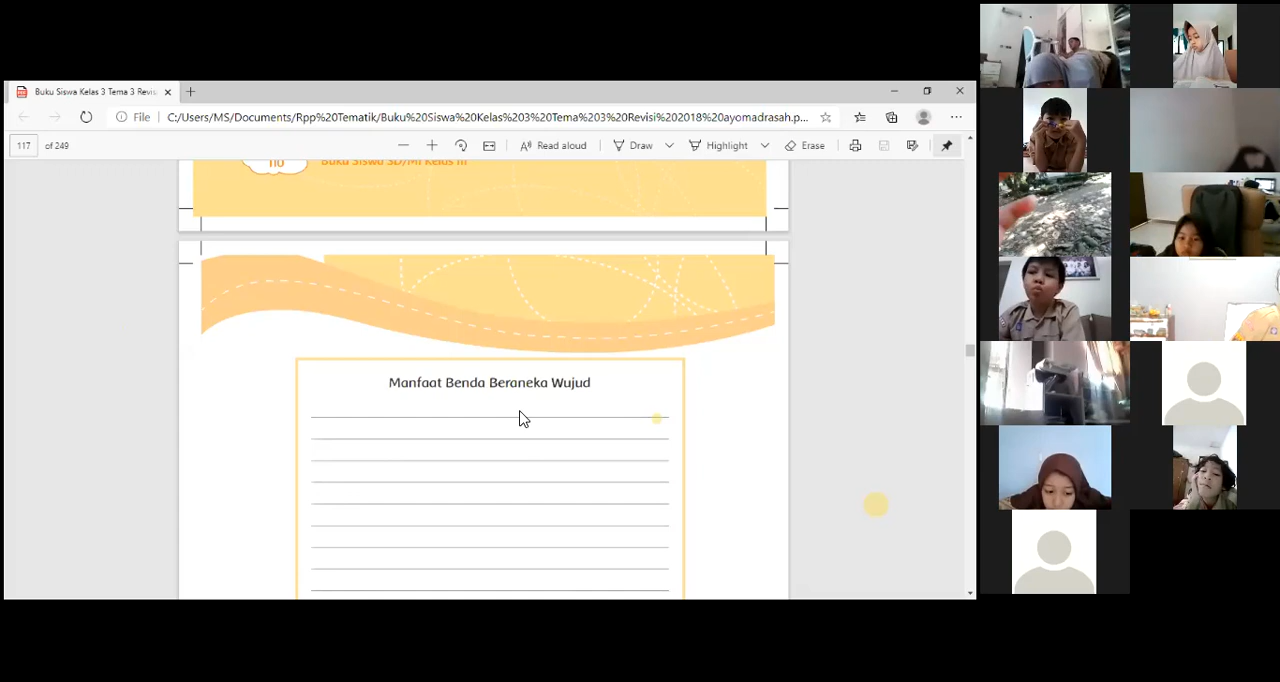 Buku Siswa Kelas 3 Tema 3 Revis
File
C:/Users/MS/Documents/Rpp%20Tematik/Buku%20Siswa%20Kelas%203%20Tema%203%20Revisi%202018%20ayomadrasah.p...
117 of 249
Read aloud
Draw
Highlight
Erase
110 Buku Siswa SD/MI Kelas III
Manfaat Benda Beraneka Wujud